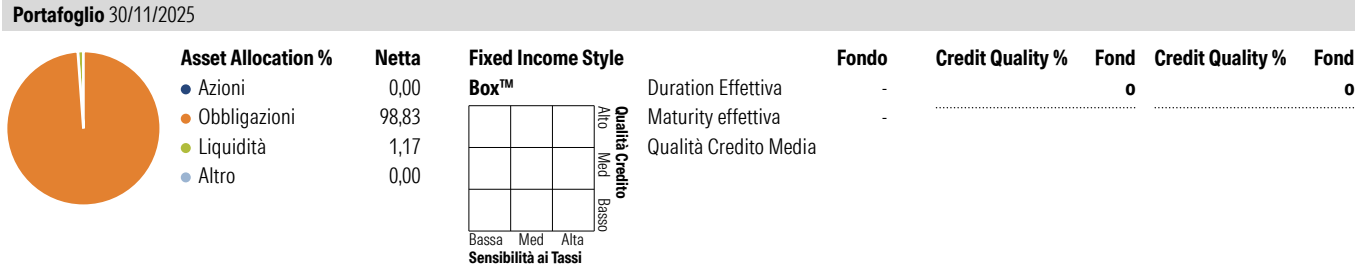 Portafoglio 30/11/2025
Asset Allocation % Netta
Azioni 0,00
Obbligazioni 98,83
Liquidità 1,17
Altro 0,00
Fixed Income Style
Box™
Alto Med Basso
Qualità Credito
Bassa Med Alta
Sensibilità ai Tassi
Fondo
Duration Effettiva -
Maturity effettiva -
Qualità Credito Media
Credit Quality % Fond
o
Credit Quality % Fond
o